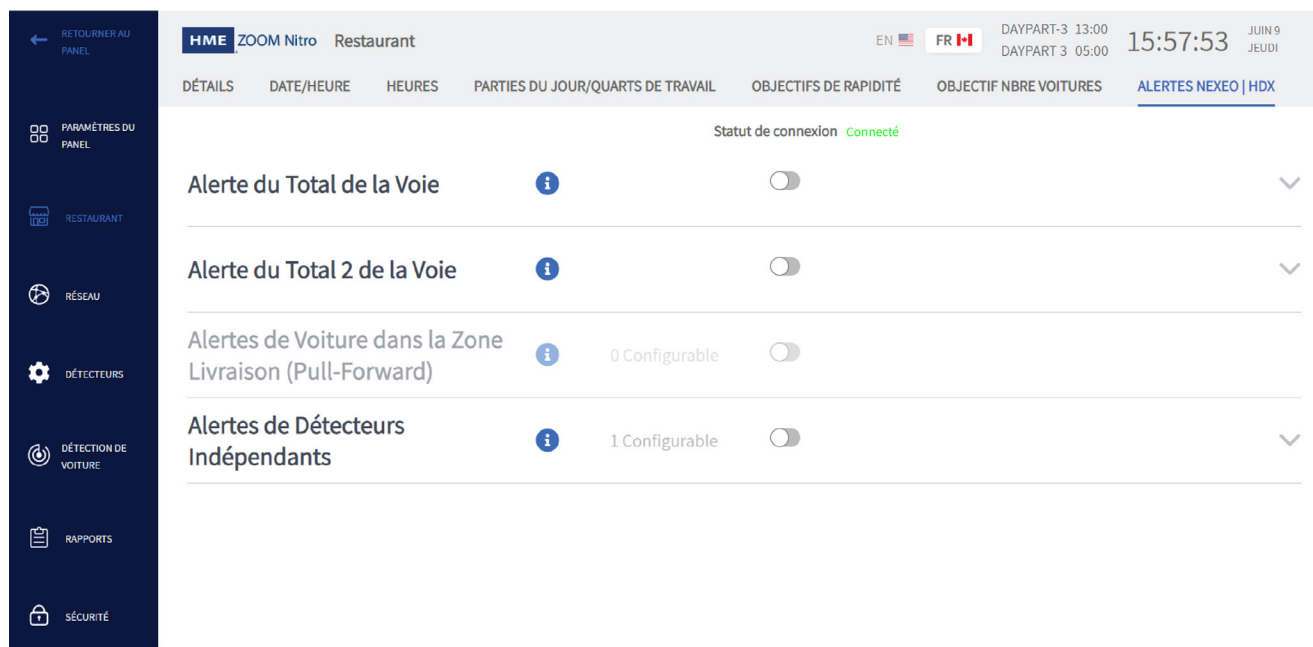 RETOURNER AU
PANEL
HME ZOOM Nitro Restaurant
EN FR
DAYPART-3 13:00
DAYPART 3 05:00
15:57:53
JUIN 9
JEUDI
DÉTAILS DATE/HEURE HEURES PARTIES DU JOUR/QUARTS DE TRAVAIL OBJECTIFS DE RAPIDITÉ OBJECTIF NBRE VOITURES ALERTES NEXEO | HDX
PARAMÈTRES DU
PANEL
RESTAURANT
RÉSEAU
DÉTECTEURS
DÉTECTION DE
VOITURE
RAPPORTS
SÉCURITÉ
Statut de connexion Connecté
Alerte du Total de la Voie
Alerte du Total 2 de la Voie
Alertes de Voiture dans la Zone
Livraison (Pull-Forward)
0 Configurable
Alertes de Détecteurs
Indépendants
1 Configurable